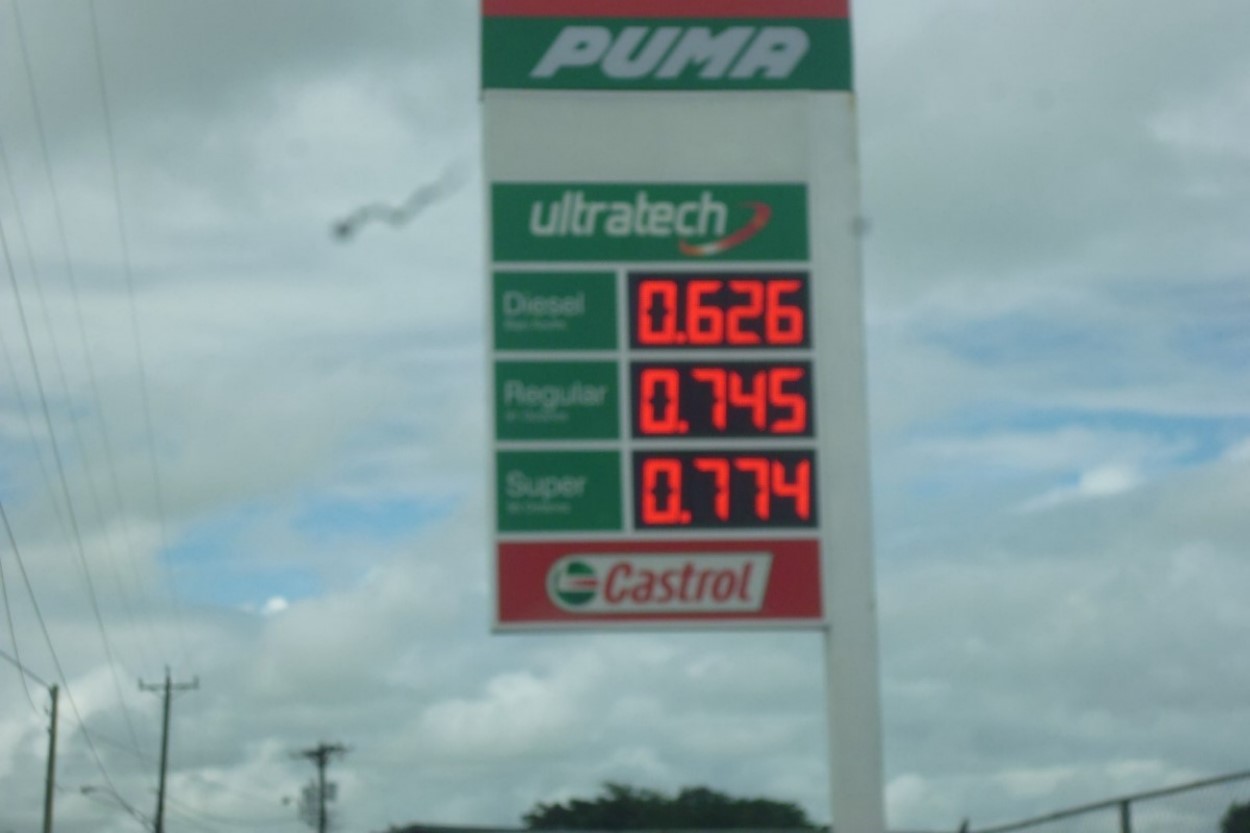 PUMA
ultratech
Diesel 0.626
Regular 0.745
Super 0.774
Castrol